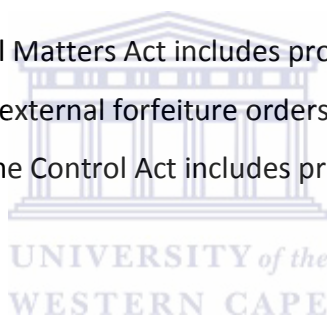 l Matters Act includes pro
external forfeiture orders
ne Control Act includes pr
UNIVERSITY of the
WESTERN CAPE